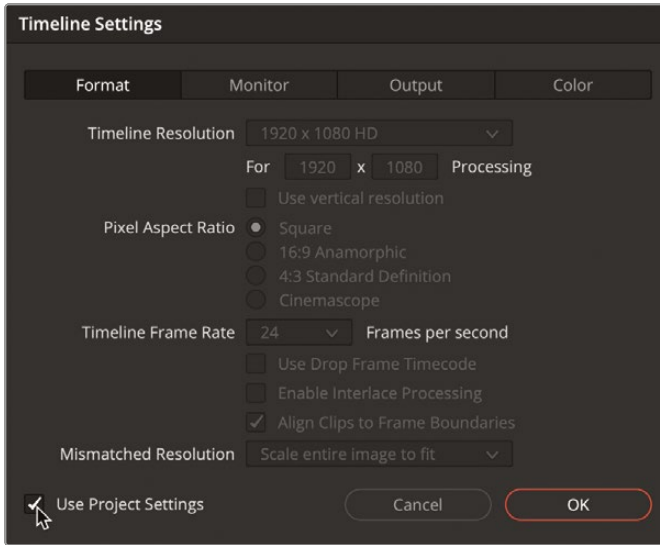 Timeline Settings
Format Monitor Output Color
Timeline Resolution 1920 x 1080 HD
For 1920 x 1080 Processing
Use vertical resolution
Pixel Aspect Ratio Square
16:9 Anamorphic
4:3 Standard Definition
Cinemascope
Timeline Frame Rate 24 Frames per second
Use Drop Frame Timecode
Enable Interlace Processing
Align Clips to Frame Boundaries
Mismatched Resolution Scale entire image to fit
Use Project Settings Cancel OK